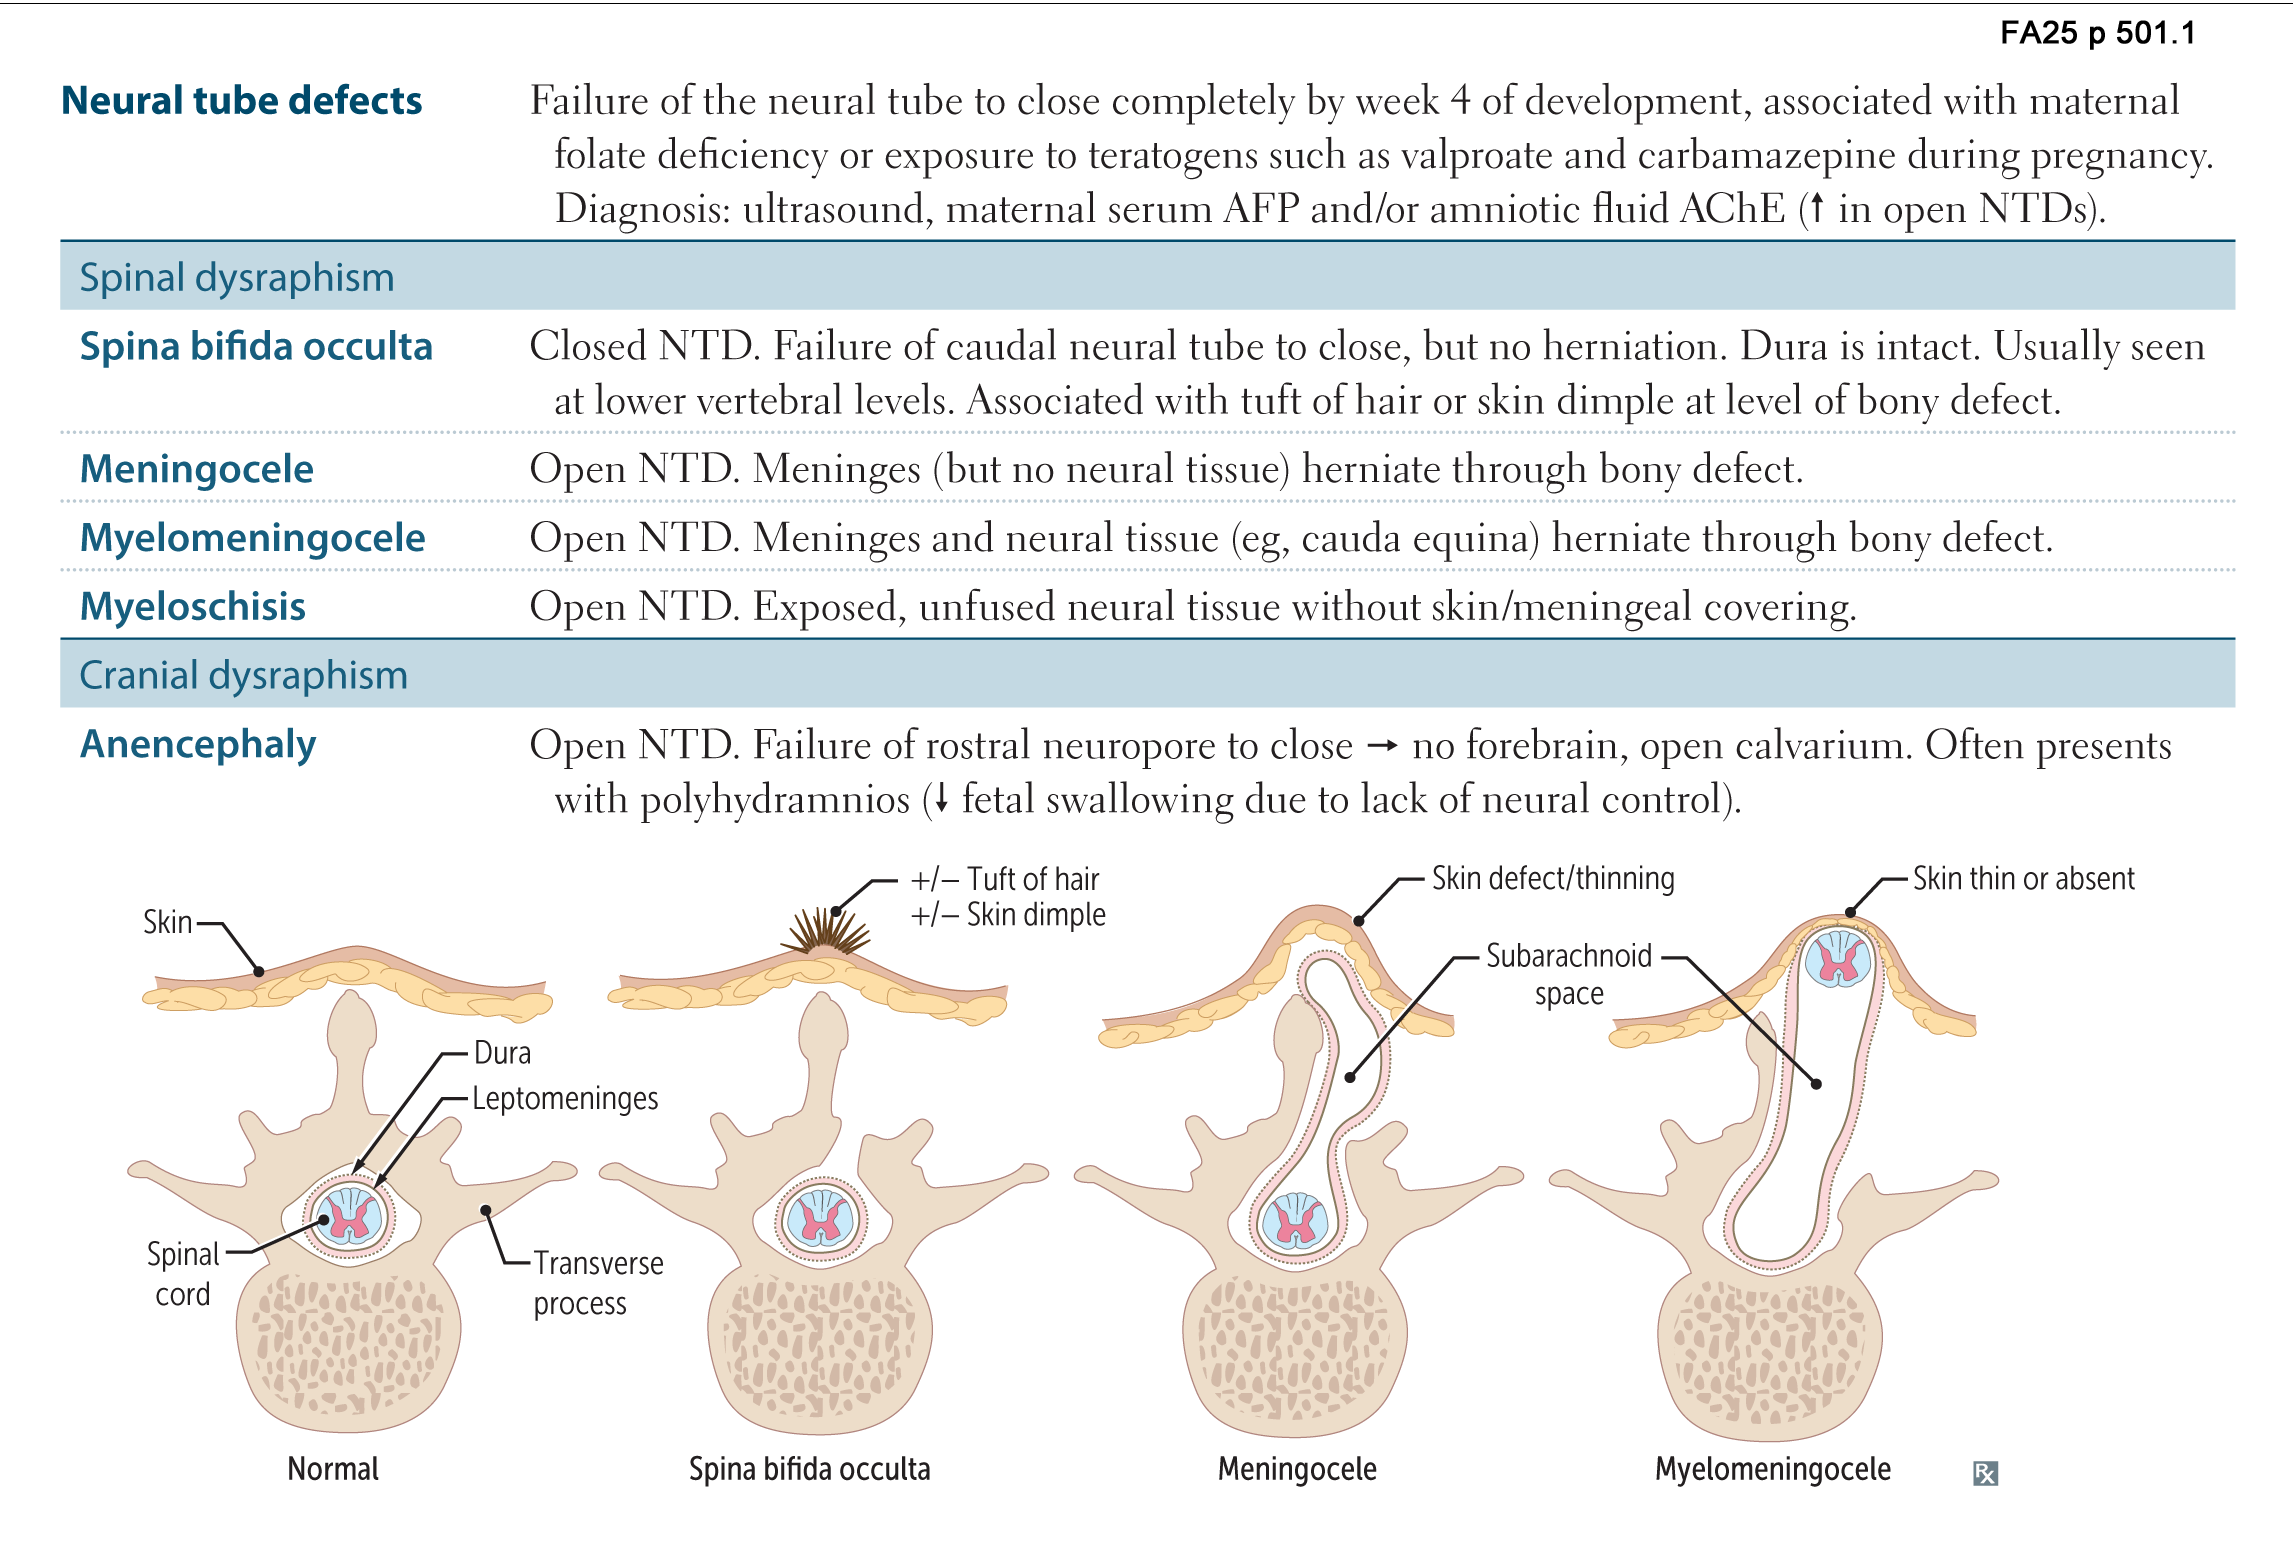 FA25 p 501.1
Neural tube defects
Failure of the neural tube to close completely by week 4 of development, associated with maternal
folate deficiency or exposure to teratogens such as valproate and carbamazepine during pregnancy.
Diagnosis: ultrasound, maternal serum AFP and/or amniotic fluid AChE (↑ in open NTDs).
Spinal dysraphism
Spina bifida occulta
Closed NTD. Failure of caudal neural tube to close, but no herniation. Dura is intact. Usually seen
at lower vertebral levels. Associated with tuft of hair or skin dimple at level of bony defect.
Meningocele
Open NTD. Meninges (but no neural tissue) herniate through bony defect.
Myelomeningocele
Open NTD. Meninges and neural tissue (eg, cauda equina) herniate through bony defect.
Myeloschisis
Open NTD. Exposed, unfused neural tissue without skin/meningeal covering.
Cranial dysraphism
Anencephaly
Open NTD. Failure of rostral neuropore to close → no forebrain, open calvarium. Often presents
with polyhydramnios (↓ fetal swallowing due to lack of neural control).
Skin
Dura
Leptomeninges
Spinal
cord
Transverse
process
+/– Tuft of hair
+/– Skin dimple
Skin defect/thinning
Subarachnoid
space
Skin thin or absent
Normal
Spina bifida occulta
Meningocele
Myelomeningocele
Rx